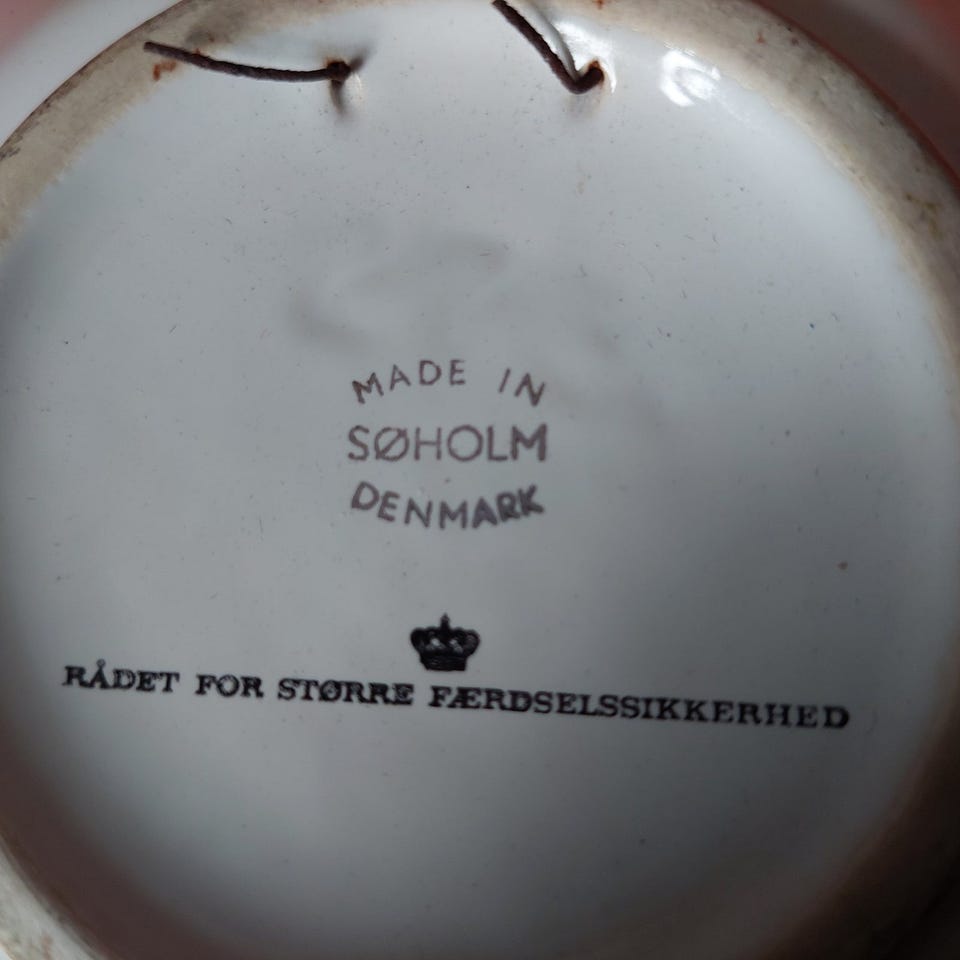 MADE IN
SØHOLM
DENMARK
RÅDET FOR STØRRE FÆRDSELSSIKKERHED